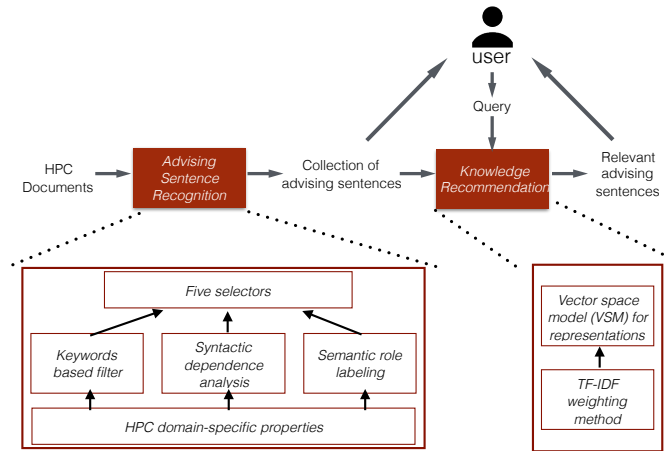 user
Query
HPC
Documents
Advising
Sentence
Recognition
Collection of
advising sentences
Knowledge
Recommendation
Relevant
advising
sentences
Five selectors
Keywords
based filter
Syntactic
dependence
analysis
Semantic role
labeling
HPC domain-specific properties
Vector space
model (VSM) for
representations
TF-IDF
weighting
method